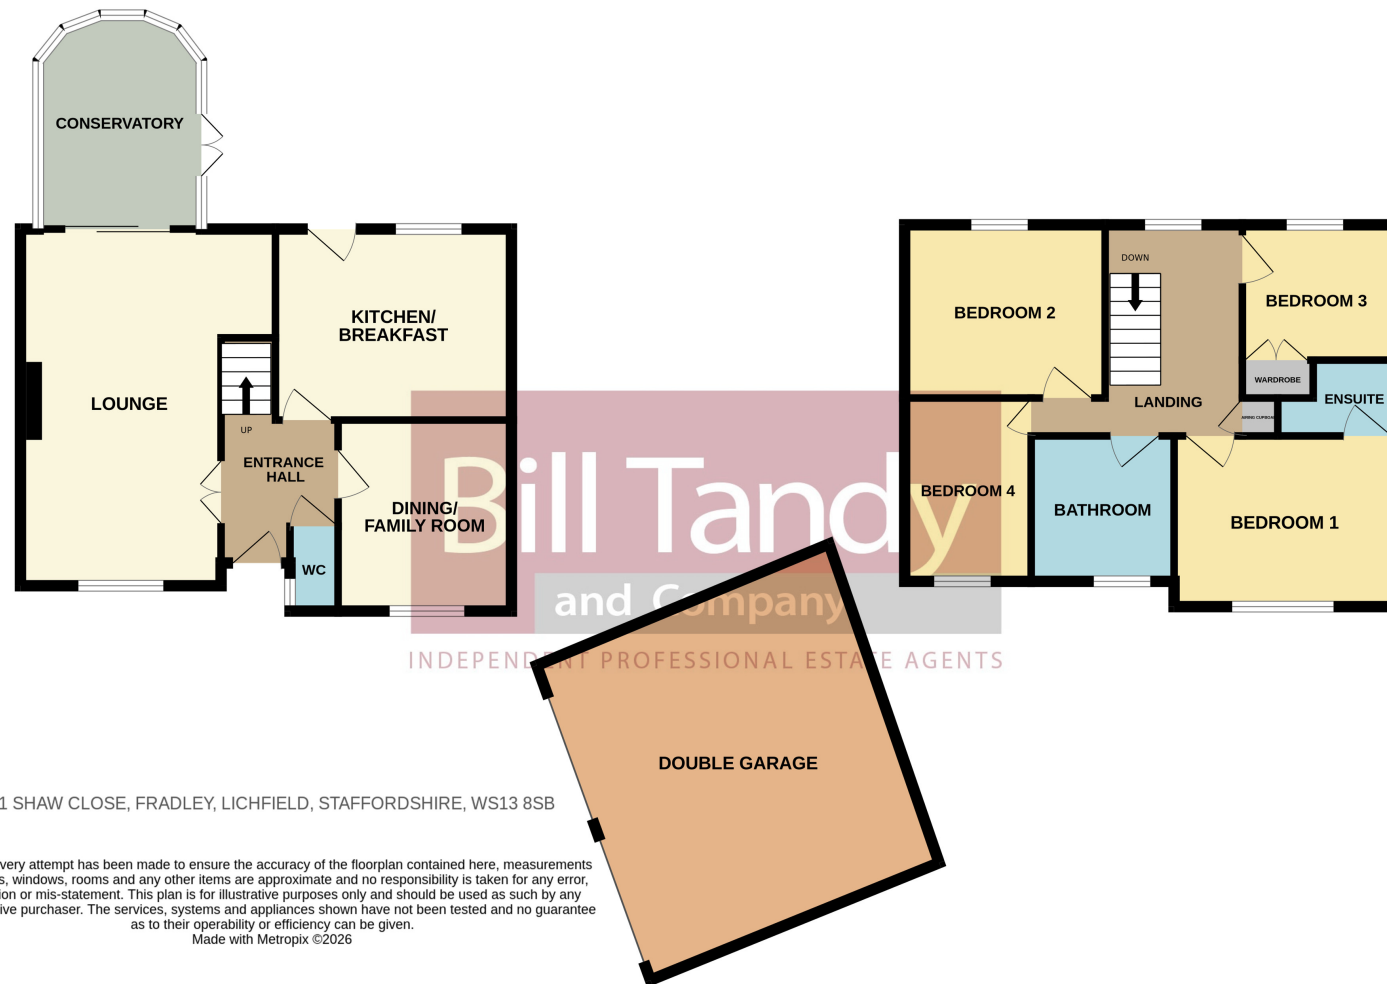 CONSERVATORY
LOUNGE
KITCHEN/
BREAKFAST
UP
ENTRANCE
HALL
DINING/
FAMILY ROOM
WC
DOWN
BEDROOM 2
BEDROOM 3
WARDROBE
LANDING
ENSUITE
BEDROOM 4
BATHROOM
BEDROOM 1
Bill Tandy
and Company
INDEPENDENT PROFESSIONAL ESTATE AGENTS
DOUBLE GARAGE
1 SHAW CLOSE, FRADLEY, LICHFIELD, STAFFORDSHIRE, WS13 8SB
very attempt has been made to ensure the accuracy of the floorplan contained here, measurements
s, windows, rooms and any other items are approximate and no responsibility is taken for any error,
ion or mis-statement. This plan is for illustrative purposes only and should be used as such by any
ive purchaser. The services, systems and appliances shown have not been tested and no guarantee
as to their operability or efficiency can be given.
Made with Metropix ©2026